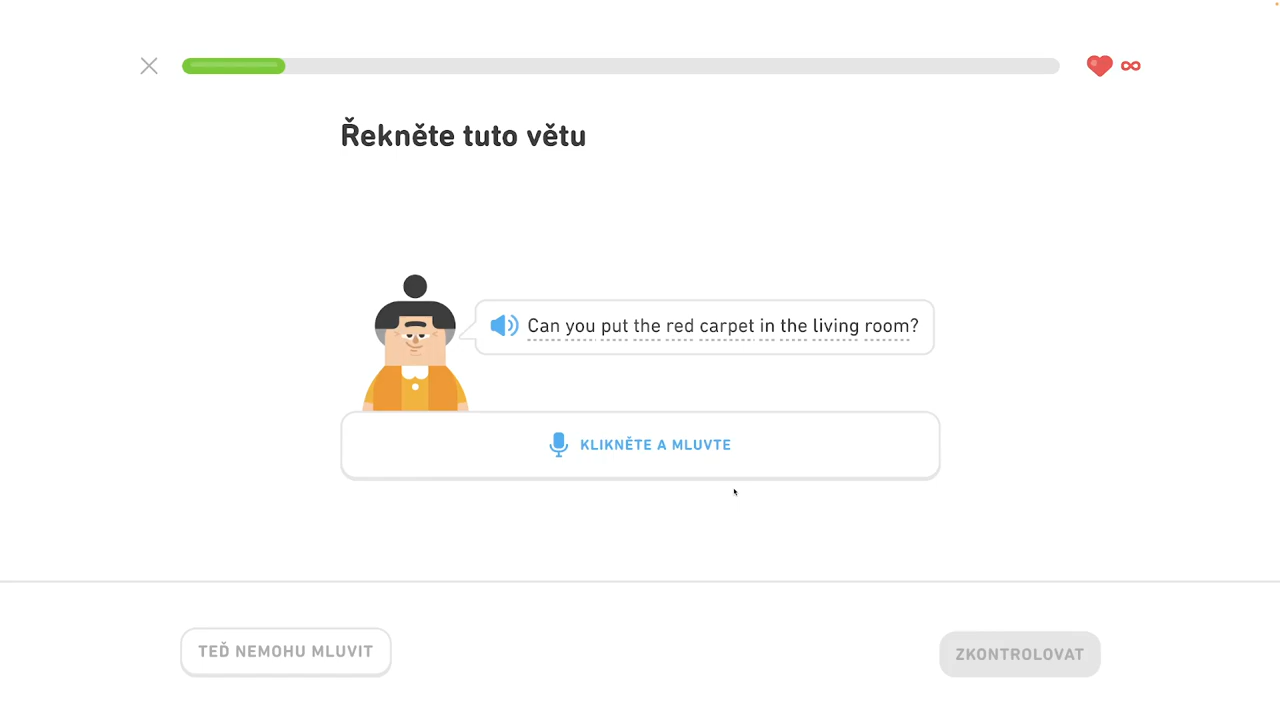 Řekněte tuto větu
Can you put the red carpet in the living room?
KLIKNĚTE A MLUVTE
TEĎ NEMOHU MLUVIT
ZKONTROLOVAT